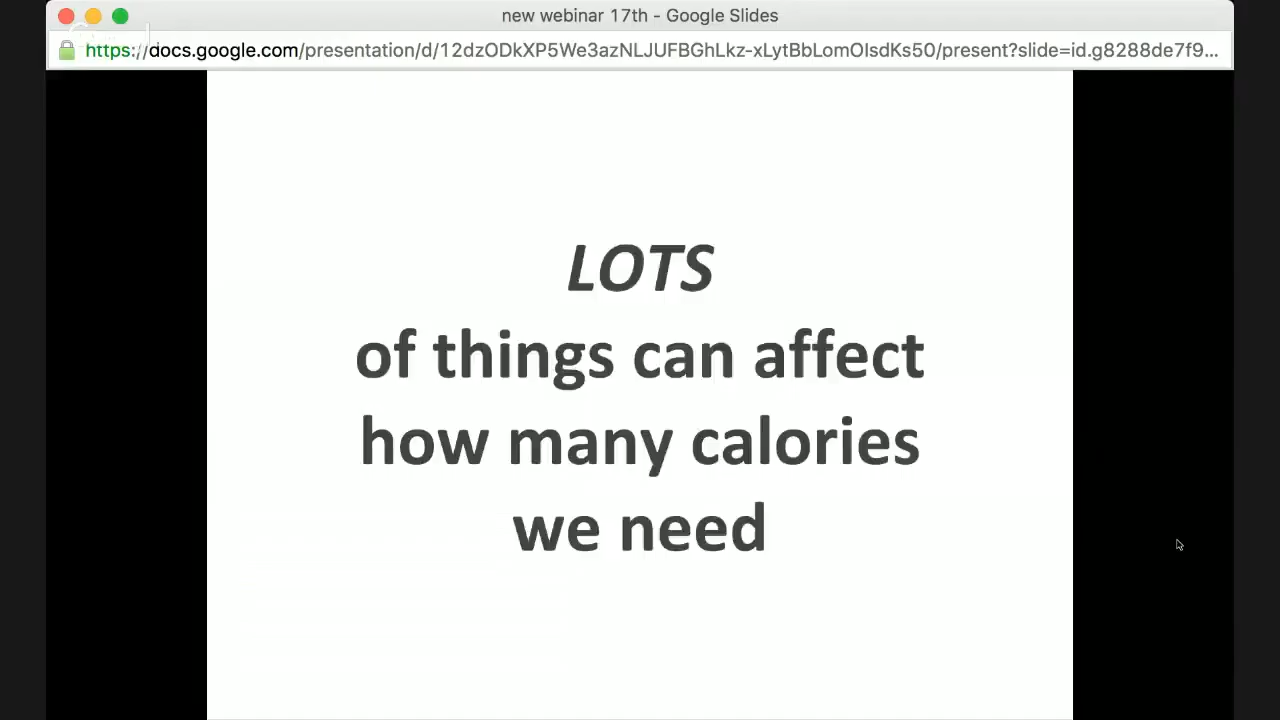 new webinar 17th - Google Slides
https://docs.google.com/presentation/d/12dzODkXP5We3azNLJUFBGhLkz-xLytBbLomOIsdKs50/present?slide=id.g8288de7f9...
LOTS
of things can affect
how many calories
we need